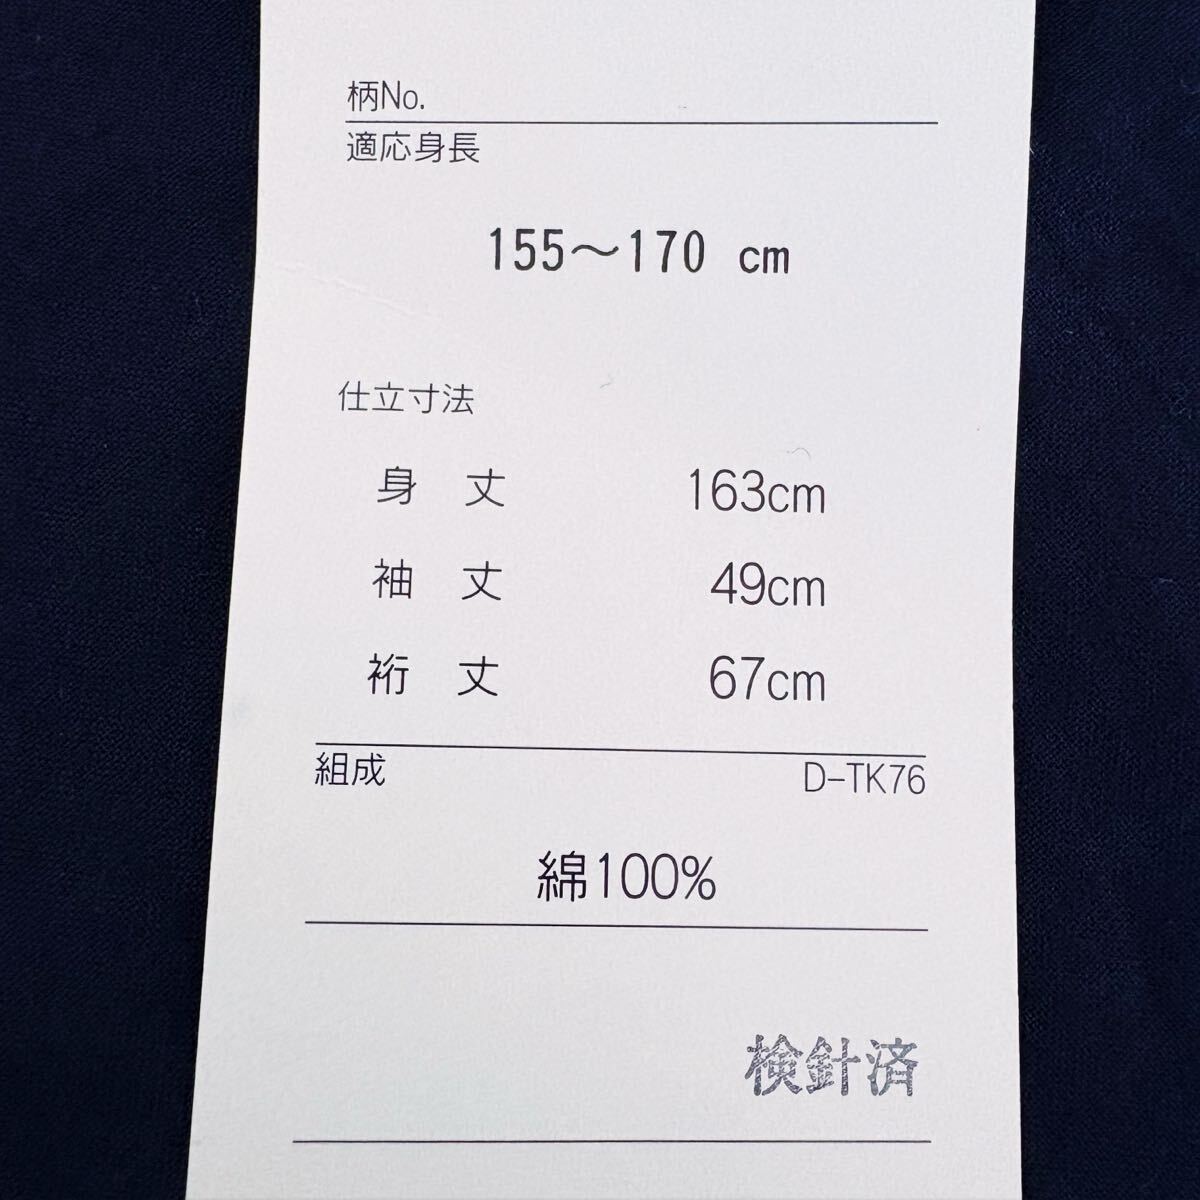 柄No.
適応身長
155～170 cm
仕立寸法
身 丈 163cm
袖 丈 49cm
裄 丈 67cm
組成 D-TK76
綿100%
検針済